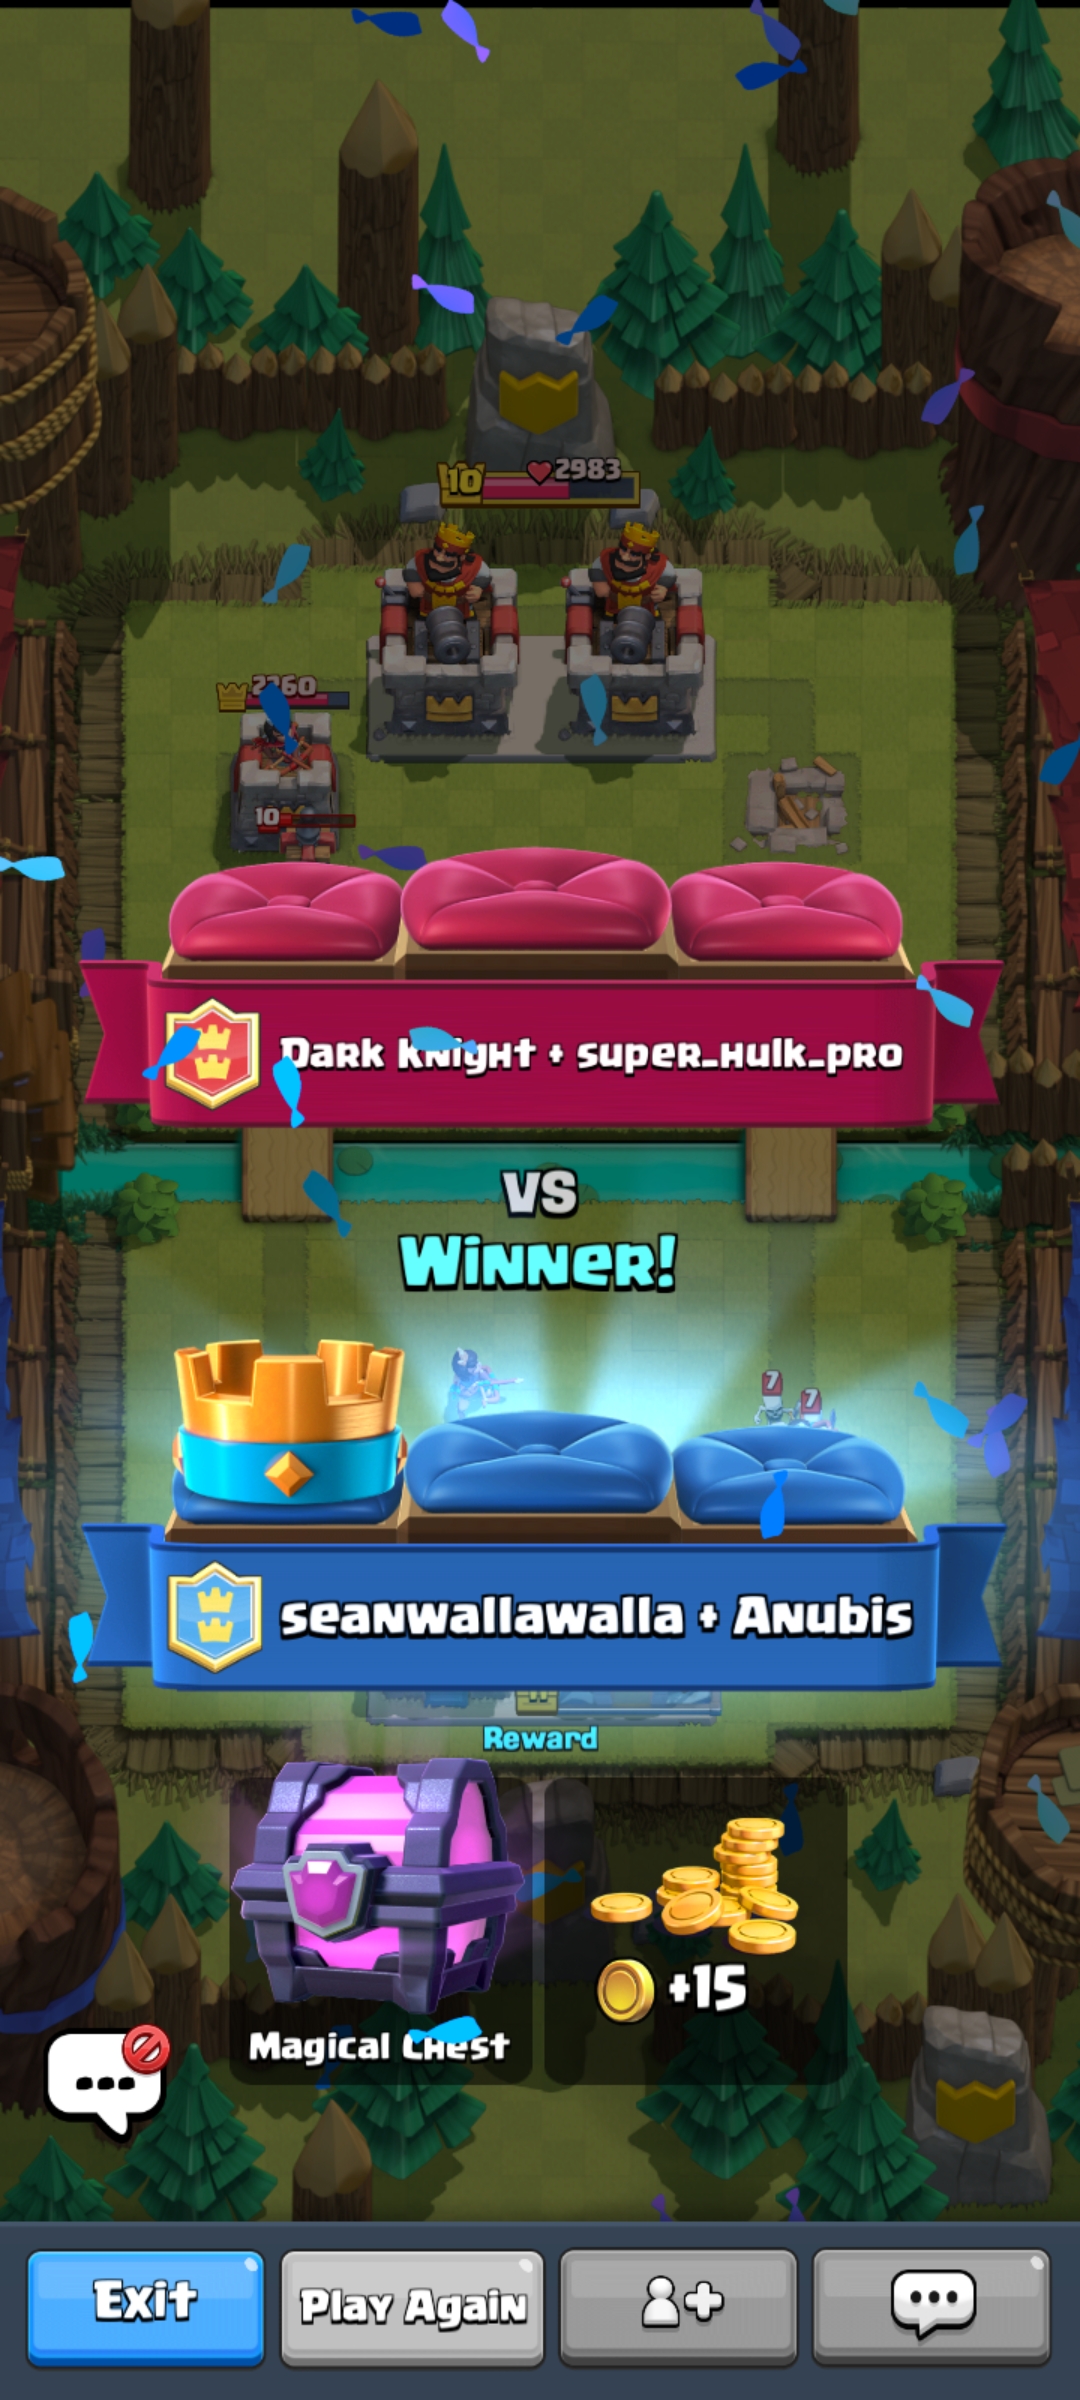 10 2983
10
Dark Knight + super_Hulk_pro
VS
Winner!
7
7
seanwallawalla + Anubis
Reward
+15
Magical Chest
Exit
Play Again